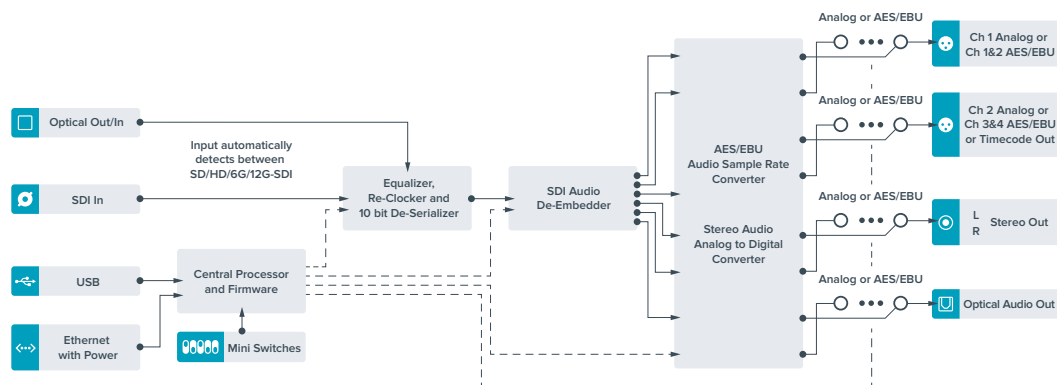 Analog or AES/EBU
Ch 1 Analog or
Ch 1&2 AES/EBU
Optical Out/In
Input automatically
detects between
SD/HD/6G/12G-SDI
Analog or AES/EBU
Ch 2 Analog or
Ch 3&4 AES/EBU
or Timecode Out
AES/EBU
Audio Sample Rate
Converter
SDI In
Equalizer,
Re-Clocker and
10 bit De-Serializer
SDI Audio
De-Embedder
Stereo Audio
Analog to Digital
Converter
Analog or AES/EBU
L
R
Stereo Out
USB
Central Processor
and Firmware
Analog or AES/EBU
Optical Audio Out
Ethernet
with Power
Mini Switches